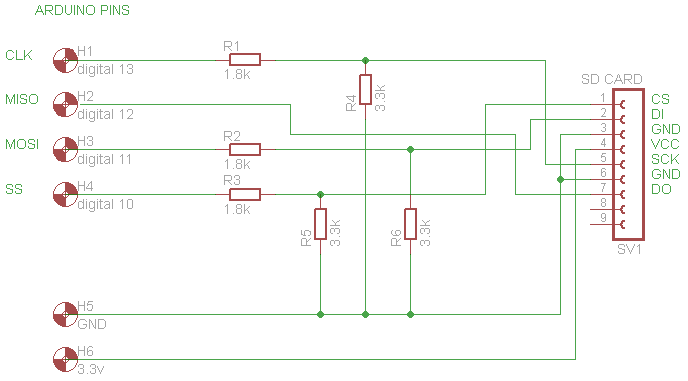 ARDUINO PINS
CLK
H1
digital 13
R1
1.8k
MISO
H2
digital 12
R4
3.3k
MOSI
H3
digital 11
R2
1.8k
SS
H4
digital 10
R3
1.8k
R5
3.3k
R6
3.3k
H5
GND
H6
3.3v
SD CARD
1 CS
2 DI
3 GND
4 VCC
5 SCK
6 GND
7 DO
8
9
SV1